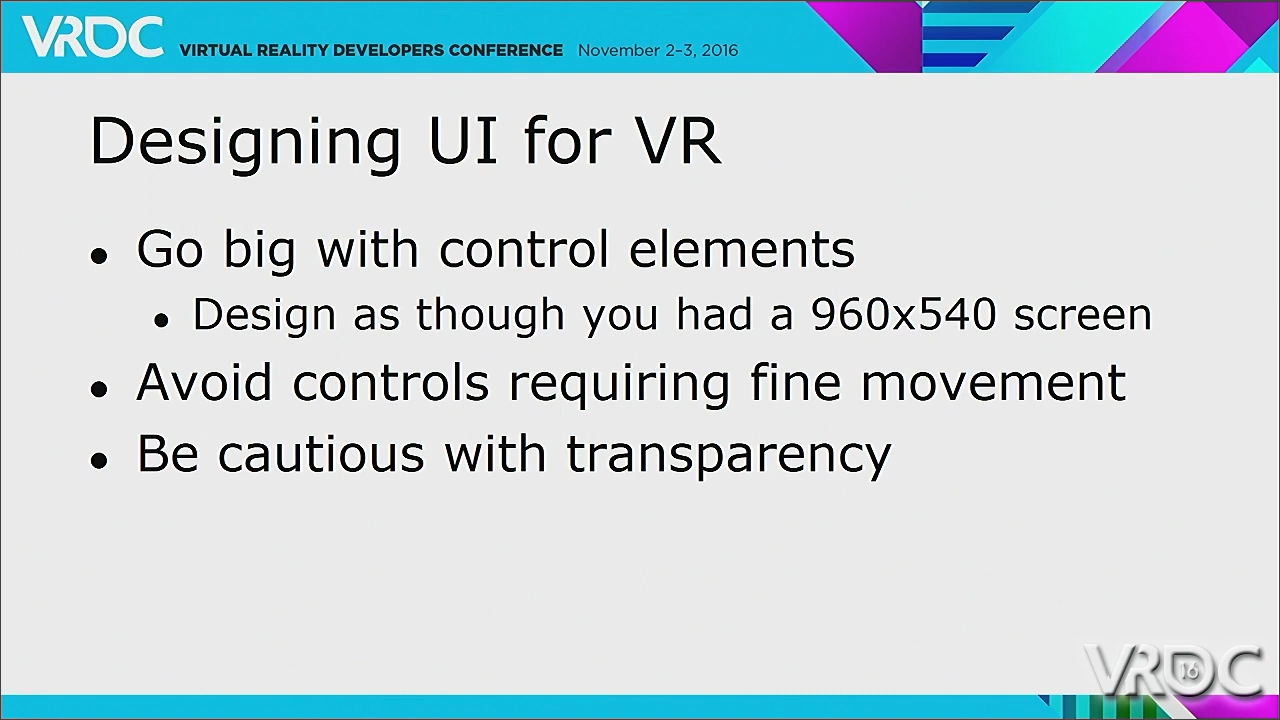 VRDC VIRTUAL REALITY DEVELOPERS CONFERENCE November 2-3, 2016
Designing UI for VR
• Go big with control elements
• Design as though you had a 960x540 screen
• Avoid controls requiring fine movement
• Be cautious with transparency
VRDC 16